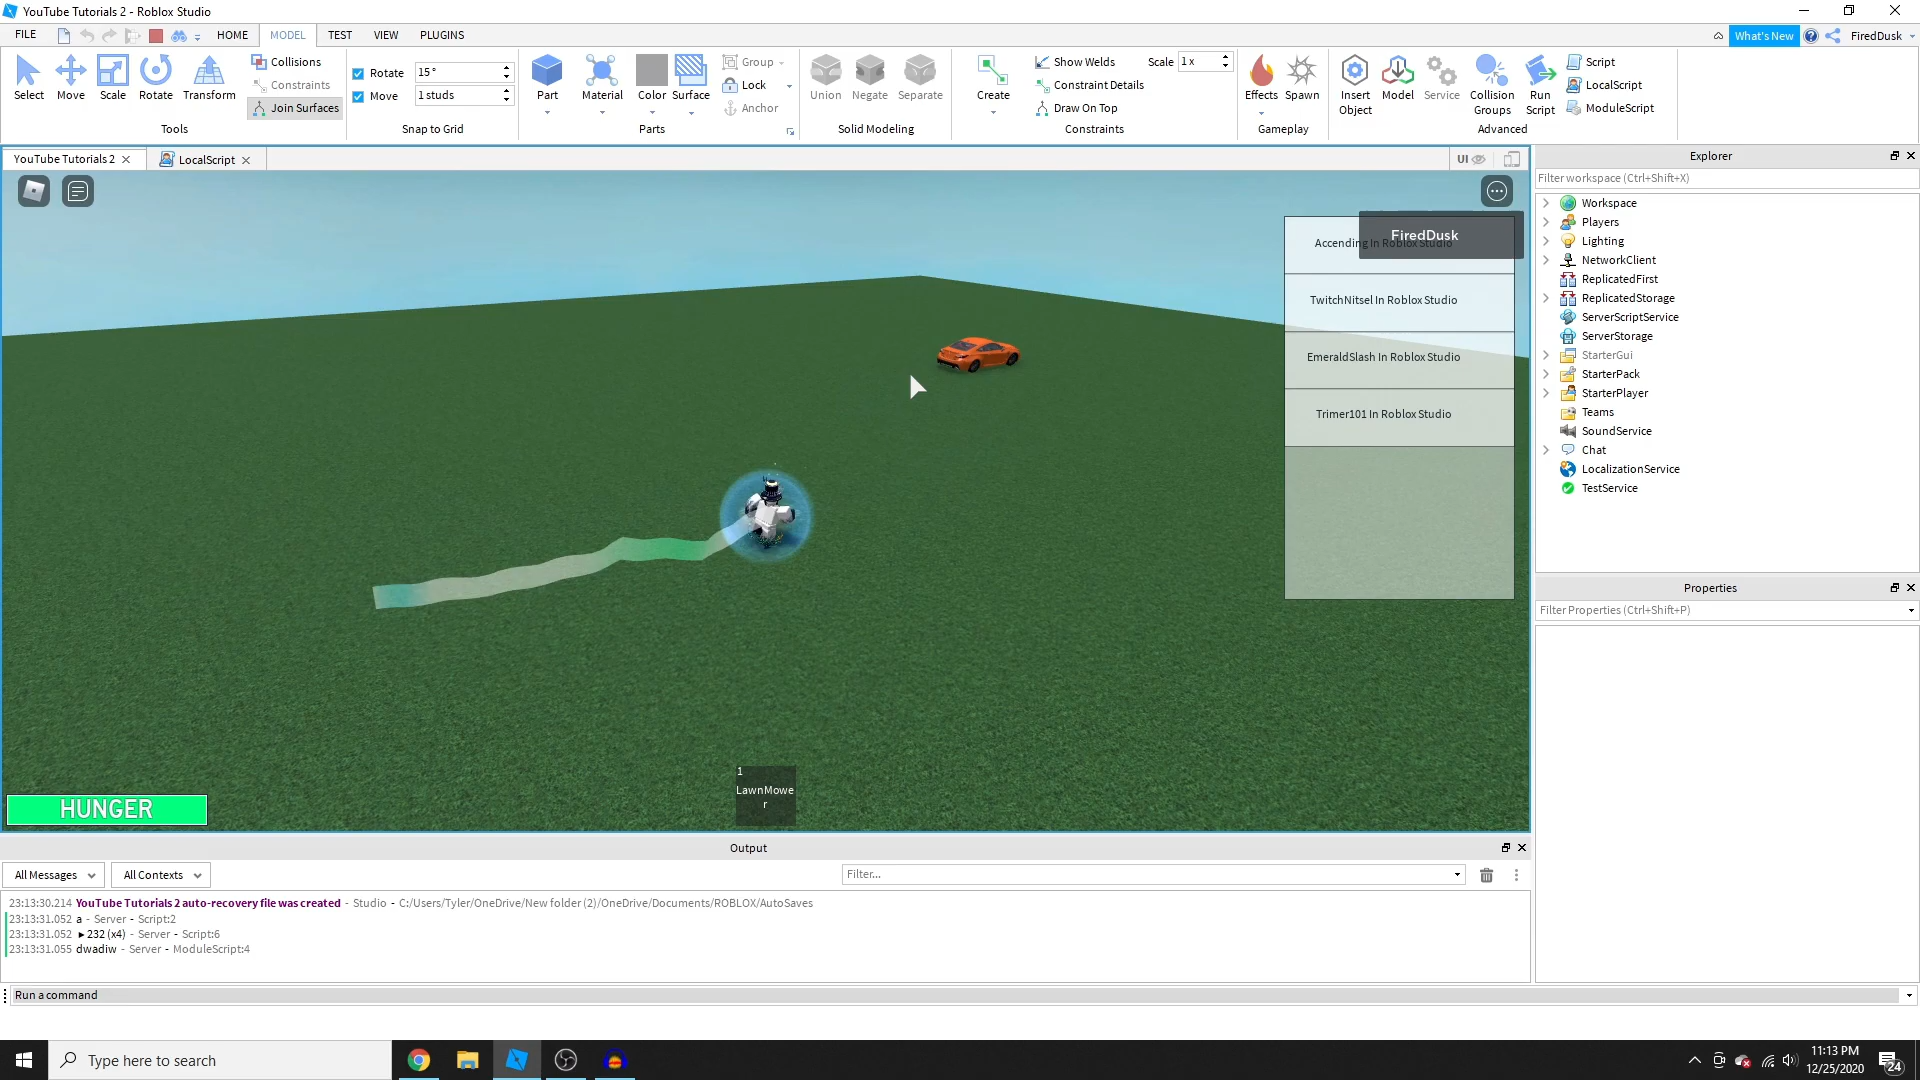 YouTube Tutorials 2 - Roblox Studio
FILE HOME MODEL TEST VIEW PLUGINS What's New FiredDusk
Select Move Scale Rotate Transform
Collisions
Constraints
Join Surfaces
Tools
Rotate 15°
Move 1 studs
Snap to Grid
Part Material Color Surface
Group
Lock
Anchor
Parts
Union Negate Separate
Solid Modeling
Create
Show Welds Scale 1 x
Constraint Details
Draw On Top
Constraints
Effects Spawn
Gameplay
Insert Object Model Service Collision Groups Run Script
Script
LocalScript
ModuleScript
Advanced
YouTube Tutorials 2 LocalScript UI
FiredDusk
Accending In Roblox Studio
TwitchNitsel In Roblox Studio
EmeraldSlash In Roblox Studio
Trimer101 In Roblox Studio
1
LawnMowe
r
HUNGER
Explorer
Filter workspace (Ctrl+Shift+X)
Workspace
Players
Lighting
NetworkClient
ReplicatedFirst
ReplicatedStorage
ServerScriptService
ServerStorage
StarterGui
StarterPack
StarterPlayer
Teams
SoundService
Chat
LocalizationService
TestService
Properties
Filter Properties (Ctrl+Shift+P)
Output
All Messages All Contexts Filter...
23:13:30.214 YouTube Tutorials 2 auto-recovery file was created - Studio - C:/Users/Tyler/OneDrive/New folder (2)/OneDrive/Documents/ROBLOX/AutoSaves
23:13:31.052 a - Server - Script:2
23:13:31.052 ►232 (x4) - Server - Script:6
23:13:31.055 dwadiw - Server - ModuleScript:4
Run a command
Type here to search
11:13 PM
12/25/2020
24